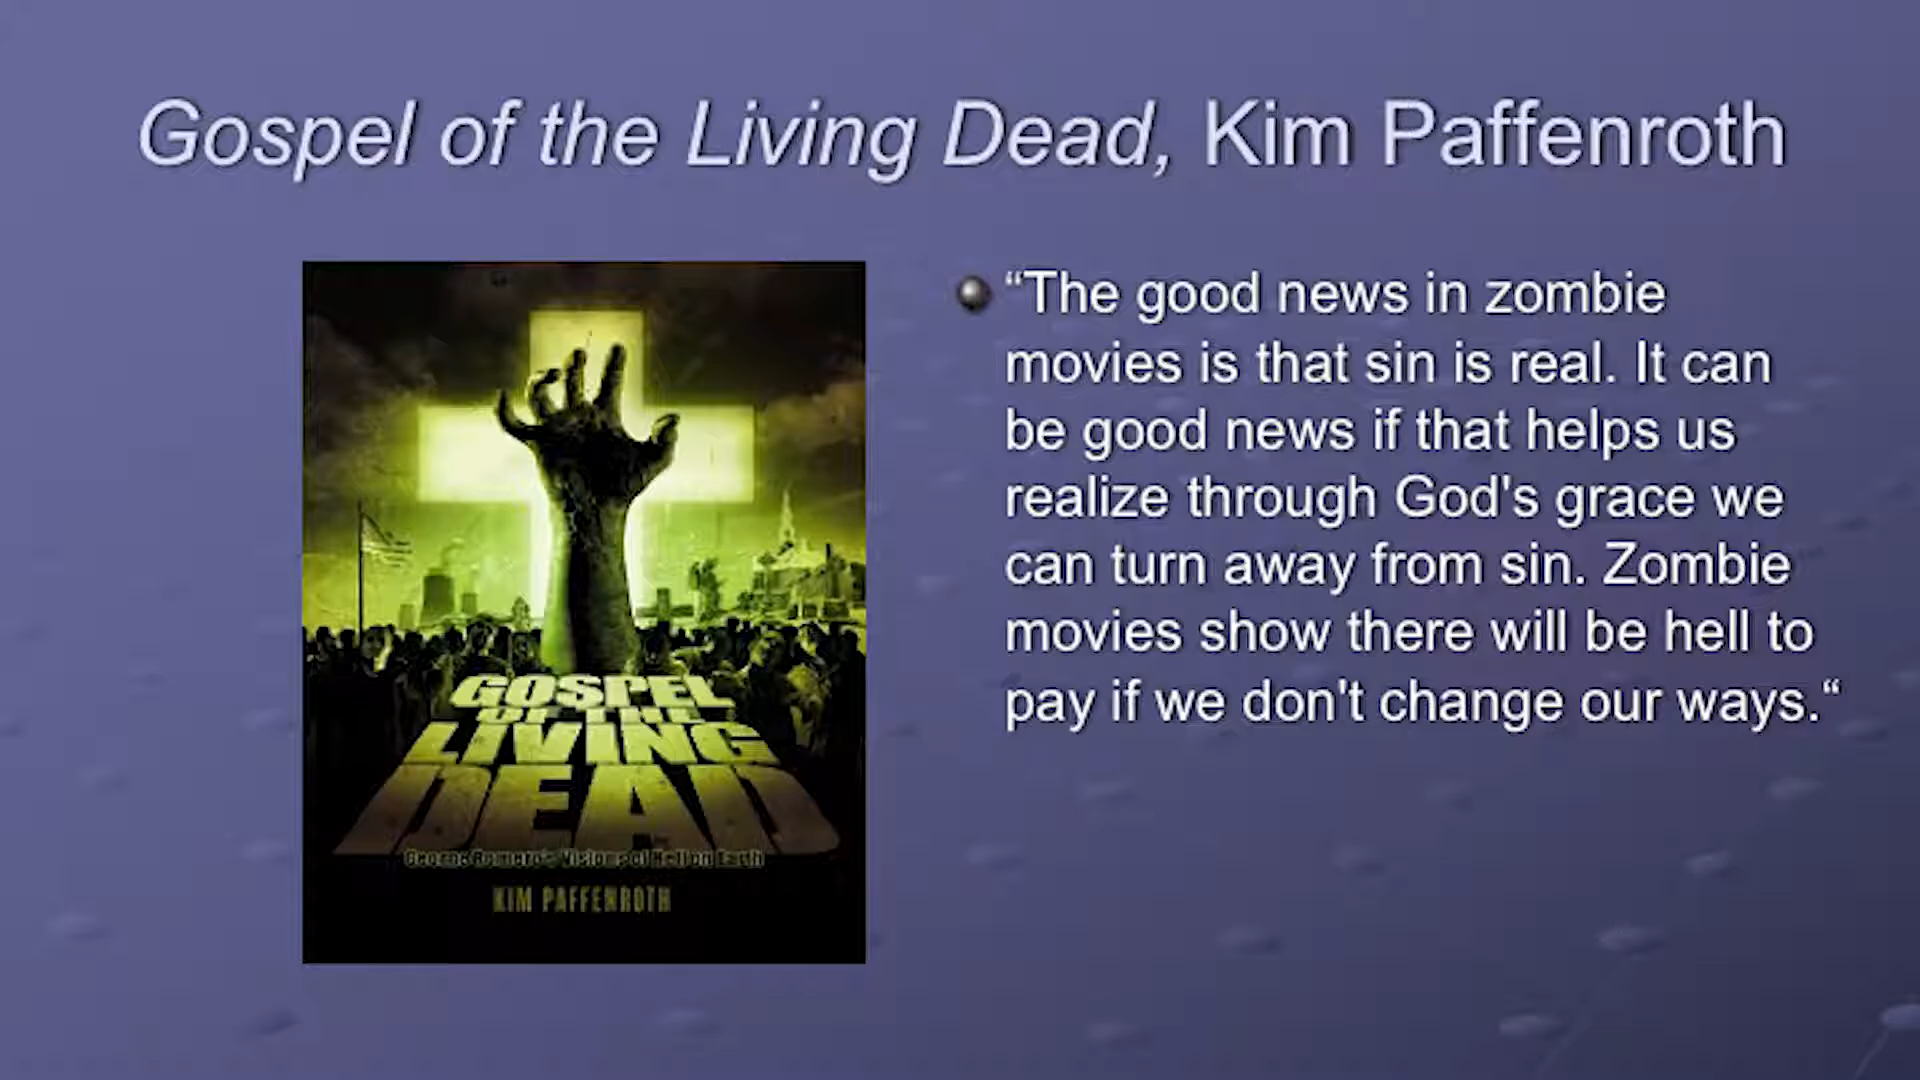 Gospel of the Living Dead, Kim Paffenroth
“The good news in zombie
movies is that sin is real. It can
be good news if that helps us
realize through God's grace we
can turn away from sin. Zombie
movies show there will be hell to
pay if we don't change our ways.“
GOSPEL
OF THE
LIVING
DEAD
George Romero's Visions of Hell on Earth
KIM PAFFENROTH